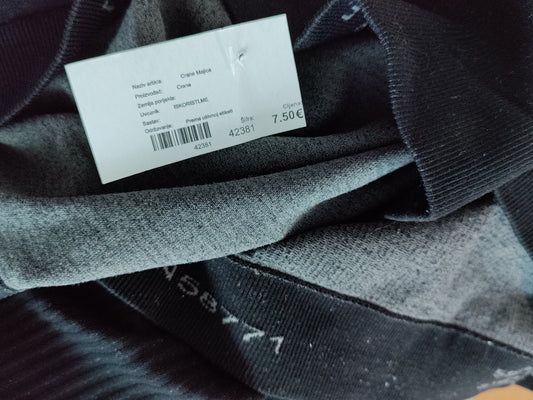 Naziv artikla: Crane Majica
Proizvođač: Crane
Zemlja porijekla:
Uvoznik: ISKORISTI.ME
Sastav:
Održavanje: Prema ušivnoj etiketi
Šifra: Cijena:
42381 7.50€
42381
N58771